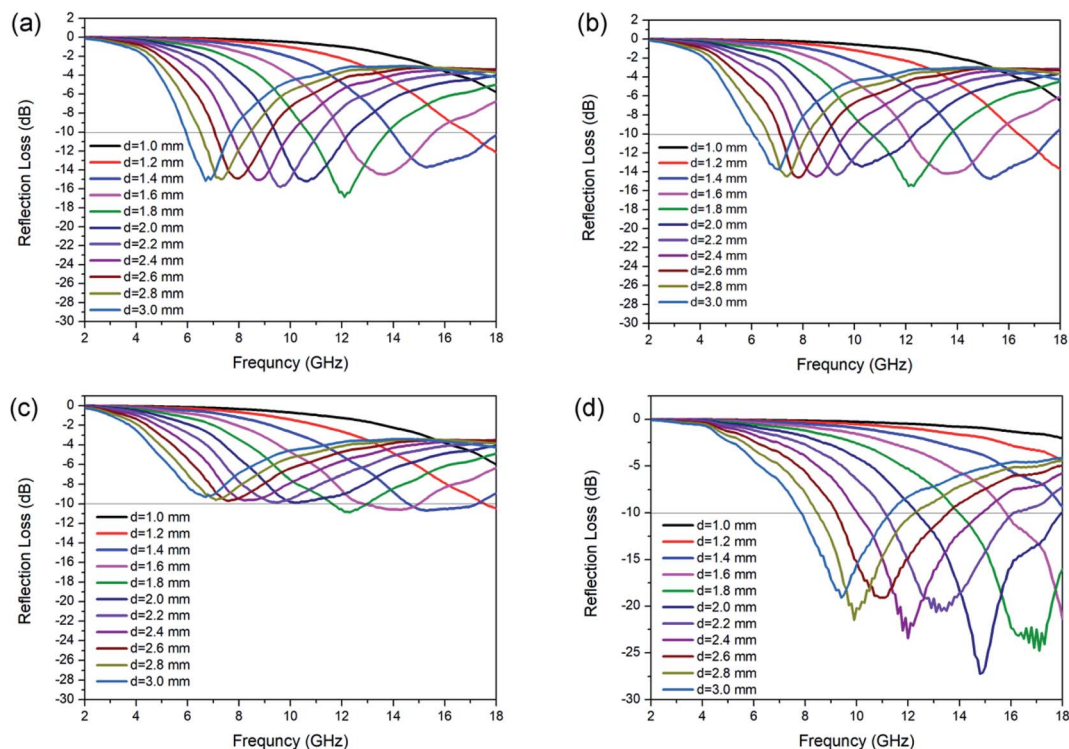 (a)
2
0
-2
-4
-6
-8
-10
-12
-14
-16
-18
-20
-22
-24
-26
-28
-30
Reflection Loss (dB)
d=1.0 mm
d=1.2 mm
d=1.4 mm
d=1.6 mm
d=1.8 mm
d=2.0 mm
d=2.2 mm
d=2.4 mm
d=2.6 mm
d=2.8 mm
d=3.0 mm
2 4 6 8 10 12 14 16 18
Frequncy (GHz)
(b)
2
0
-2
-4
-6
-8
-10
-12
-14
-16
-18
-20
-22
-24
-26
-28
-30
Reflection Loss (dB)
d=1.0 mm
d=1.2 mm
d=1.4 mm
d=1.6 mm
d=1.8 mm
d=2.0 mm
d=2.2 mm
d=2.4 mm
d=2.6 mm
d=2.8 mm
d=3.0 mm
2 4 6 8 10 12 14 16 18
Frequncy (GHz)
(c)
0
-2
-4
-6
-8
-10
-12
-14
-16
-18
-20
-22
-24
-26
-28
-30
Reflection Loss (dB)
d=1.0 mm
d=1.2 mm
d=1.4 mm
d=1.6 mm
d=1.8 mm
d=2.0 mm
d=2.2 mm
d=2.4 mm
d=2.6 mm
d=2.8 mm
d=3.0 mm
2 4 6 8 10 12 14 16 18
Frequncy (GHz)
(d)
0
-5
-10
-15
-20
-25
-30
Reflection Loss (dB)
d=1.0 mm
d=1.2 mm
d=1.4 mm
d=1.6 mm
d=1.8 mm
d=2.0 mm
d=2.2 mm
d=2.4 mm
d=2.6 mm
d=2.8 mm
d=3.0 mm
2 4 6 8 10 12 14 16 18
Frequncy (GHz)